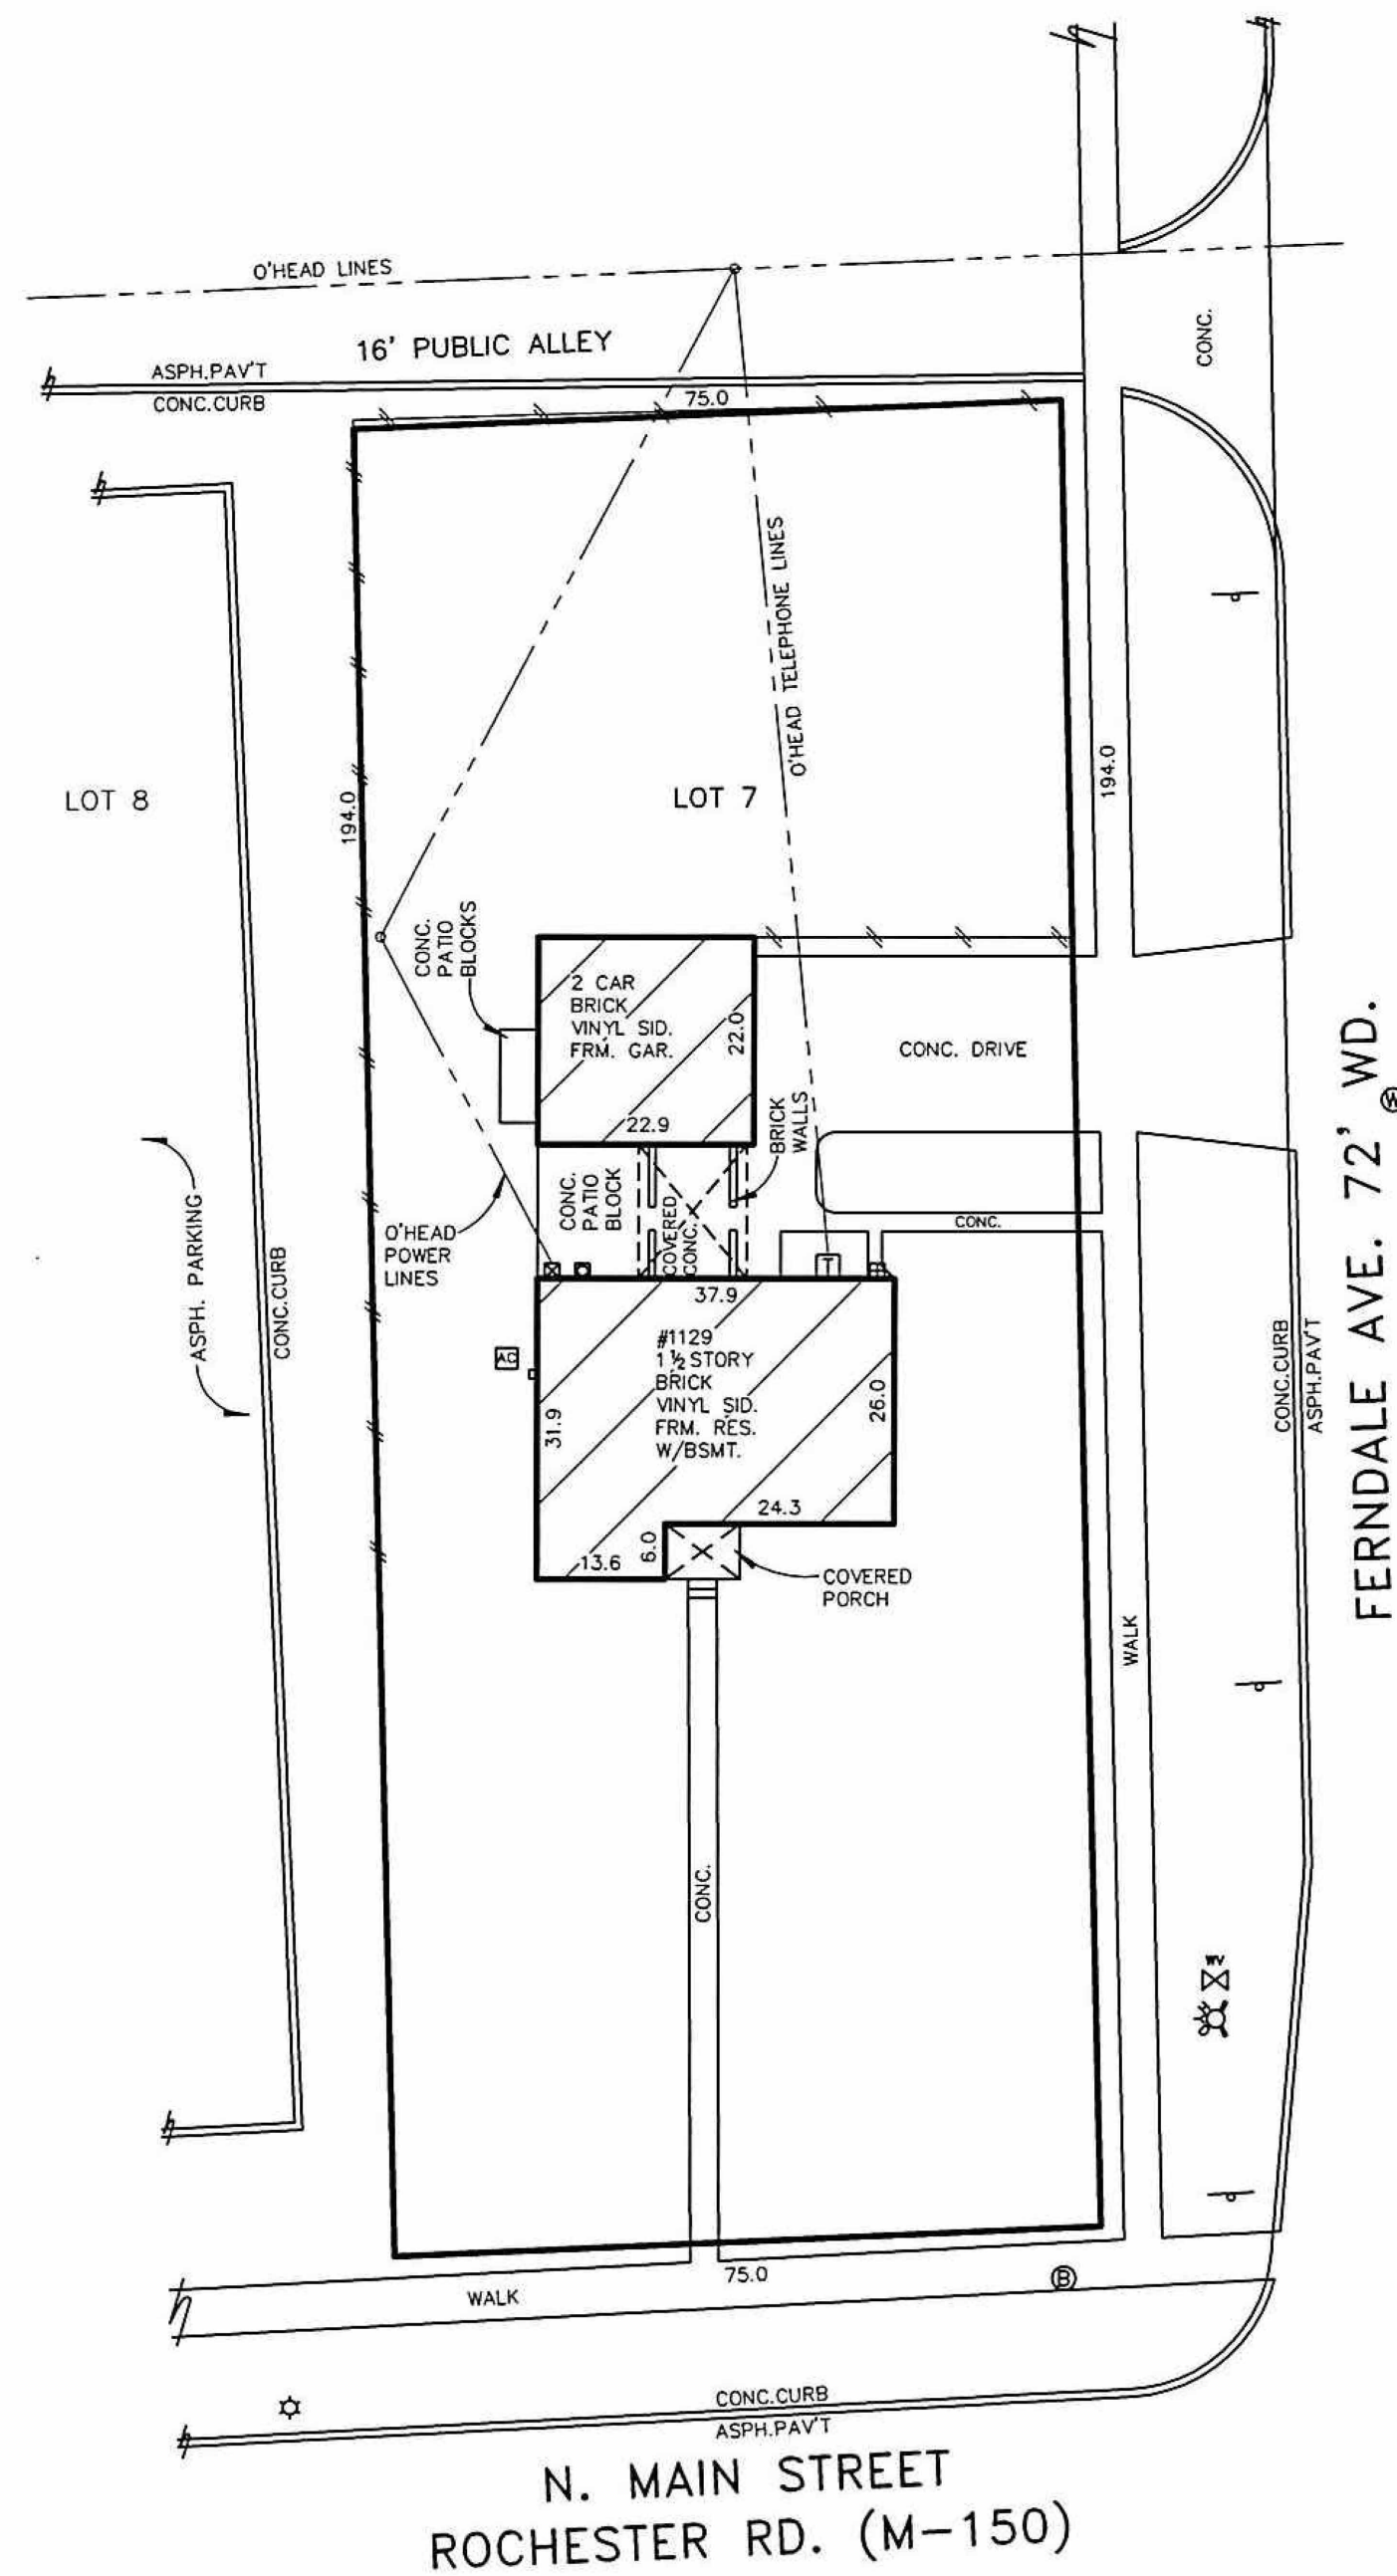 O'HEAD LINES
16' PUBLIC ALLEY
ASPH.PAV'T
CONC.CURB
75.0
CONC.
O'HEAD TELEPHONE LINES
LOT 8
194.0
LOT 7
194.0
CONC.
PATIO
BLOCKS
2 CAR
BRICK
VINYL SID.
FRM. GAR.
22.0
22.9
CONC. DRIVE
BRICK
WALLS
CONC.
PATIO
BLOCK
COVERED
CONC.
CONC.
T
O'HEAD
POWER
LINES
ASPH. PARKING
CONC.CURB
AC
37.9
#1129
1 ½ STORY
BRICK
VINYL SID.
FRM. RES.
W/BSMT.
31.9
26.0
24.3
6.0
13.6
COVERED
PORCH
CONC.CURB
ASPH.PAV'T
FERNDALE AVE. 72' WD.
WALK
CONC.
WV
75.0
B
WALK
CONC.CURB
ASPH.PAV'T
N. MAIN STREET
ROCHESTER RD. (M-150)